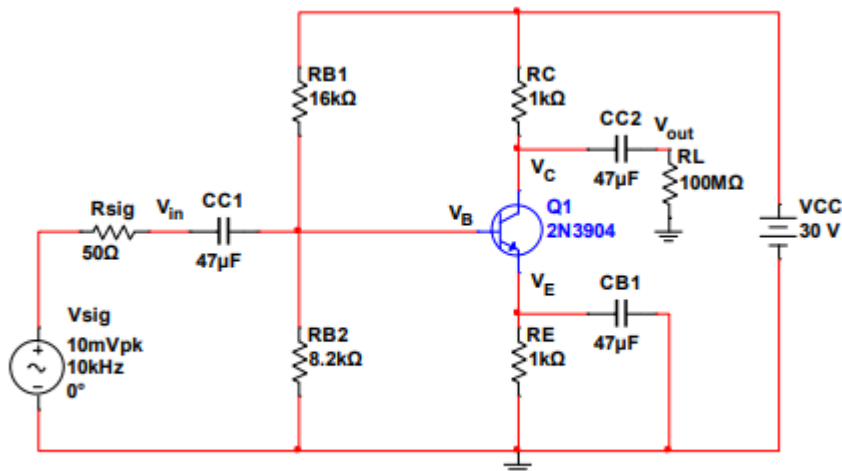 RB1
16kΩ
RC
1kΩ
CC2
47µF
Vout
RL
100MΩ
VC
Rsig
50Ω
Vin
CC1
47µF
VB
Q1
2N3904
VCC
30 V
VE
CB1
47µF
Vsig
10mVpk
10kHz
0°
RB2
8.2kΩ
RE
1kΩ